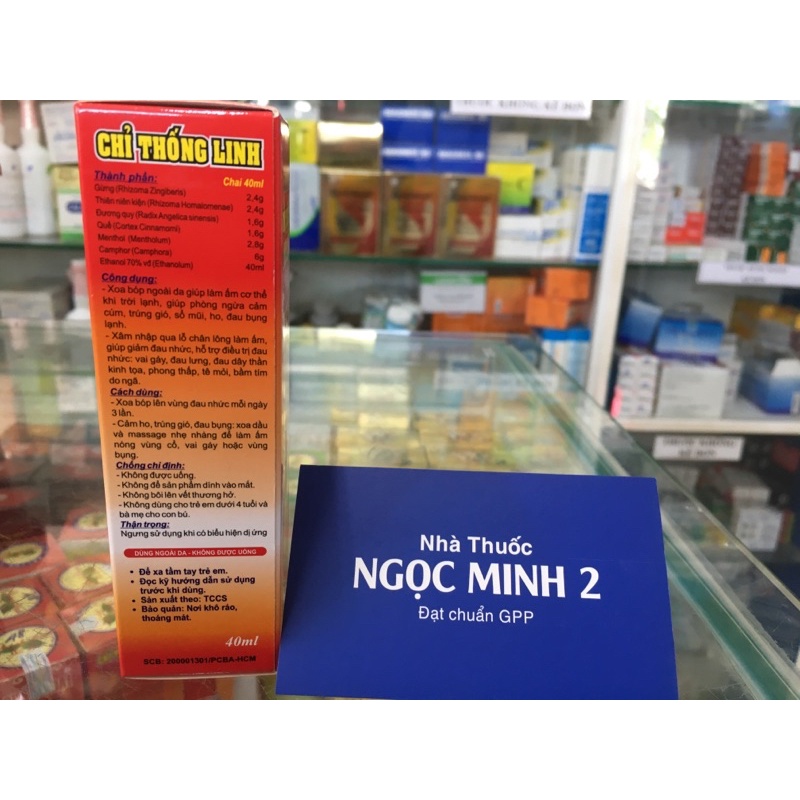 CHỈ THỐNG LINH
Thành phần: Chai 40ml
Gừng (Rhizoma Zingiberis) 2,4g
Thiên niên kiện (Rhizoma Homalomenae) 2,4g
Đương quy (Radix Angelica sinensis) 1,6g
Quế (Cortex Cinnamomi) 1,6g
Menthol (Mentholum) 2,8g
Camphor (Camphora) 6g
Ethanol 70% vđ (Ethanolum) 40ml
Công dụng:
- Xoa bóp ngoài da giúp làm ấm cơ thể
khi trời lạnh, giúp phòng ngừa cảm
cúm, trúng gió, sổ mũi, ho, đau bụng
lạnh.
- Xâm nhập qua lỗ chân lông làm ấm,
giúp giảm đau nhức, hỗ trợ điều trị đau
nhức: vai gáy, đau lưng, đau dây thần
kinh tọa, phong thấp, tê mỏi, bầm tím
do ngã.
Cách dùng:
- Xoa bóp lên vùng đau nhức mỗi ngày
3 lần.
- Cảm ho, trúng gió, đau bụng: xoa dầu
và massage nhẹ nhàng để làm ấm
nóng vùng cổ, vai gáy hoặc vùng
bụng.
Chống chỉ định:
-Không được uống.
-Không để sản phẩm dính vào mắt.
-Không bôi lên vết thương hở.
-Không dùng cho trẻ em dưới 4 tuổi và
bà mẹ cho con bú.
Thận trọng:
Ngưng sử dụng khi có biểu hiện dị ứng
DÙNG NGOÀI DA - KHÔNG ĐƯỢC UỐNG
• Để xa tầm tay trẻ em.
• Đọc kỹ hướng dẫn sử dụng
trước khi dùng.
• Sản xuất theo: TCCS
• Bảo quản: Nơi khô ráo,
thoáng mát.
40ml
SCB: 200001391/PCBA-HCM
Nhà Thuốc
NGỌC MINH 2
Đạt chuẩn GPP